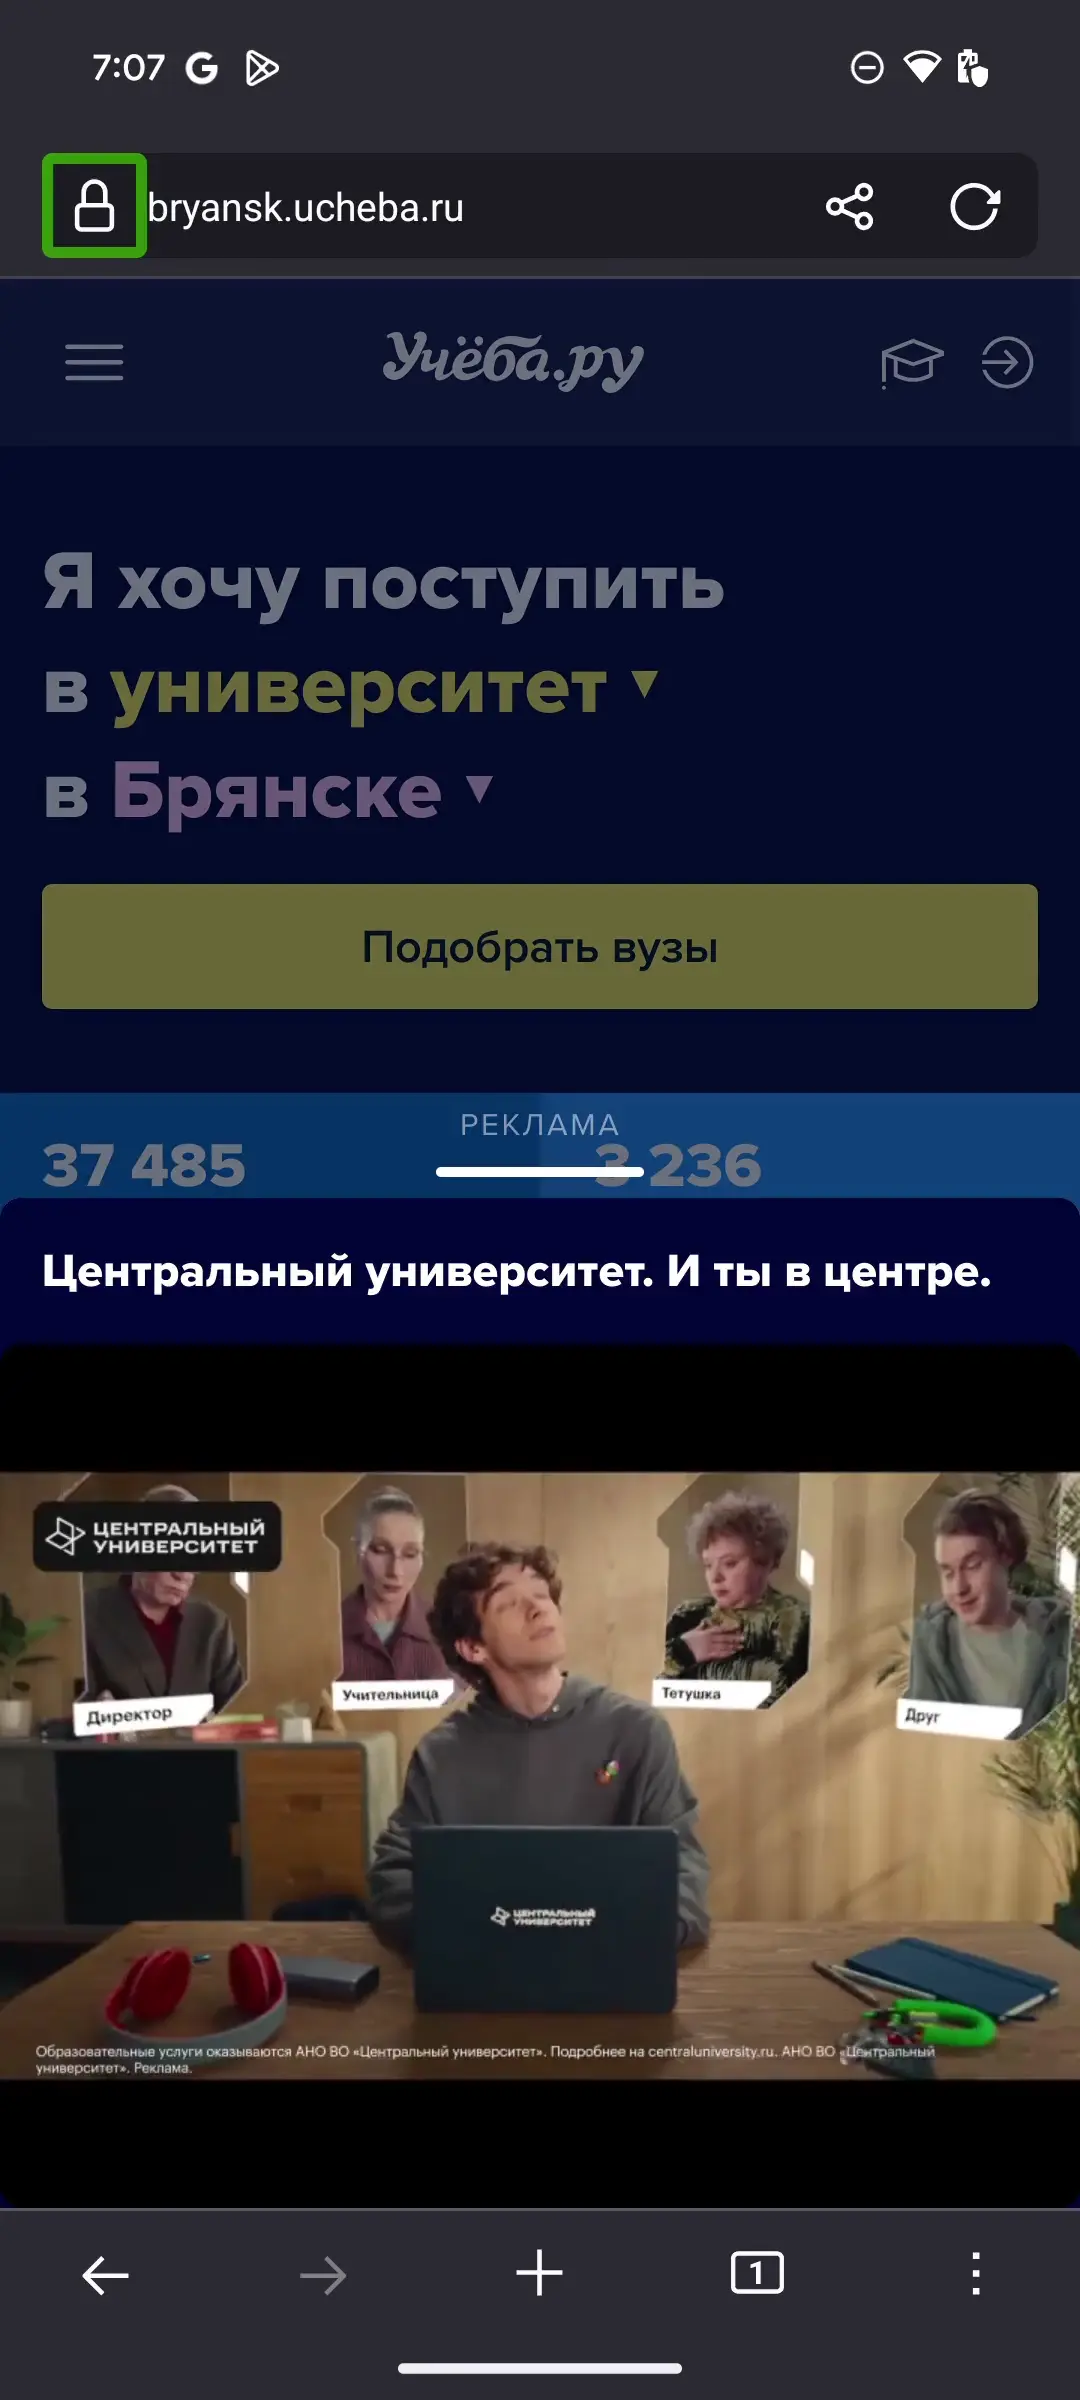 7:07
bryansk.ucheba.ru
Учёба.ру
Я хочу поступить
в университет
в Брянске
Подобрать вузы
РЕКЛАМА
37 485 3 236
Центральный университет. И ты в центре.
ЦЕНТРАЛЬНЫЙ
УНИВЕРСИТЕТ
Директор
Учительница
Тетушка
Друг
ЦЕНТРАЛЬНЫЙ
УНИВЕРСИТЕТ
Образовательные услуги оказываются АНО ВО «Центральный университет». Подробнее на centraluniversity.ru. АНО ВО «Центральный
университет». Реклама.
1